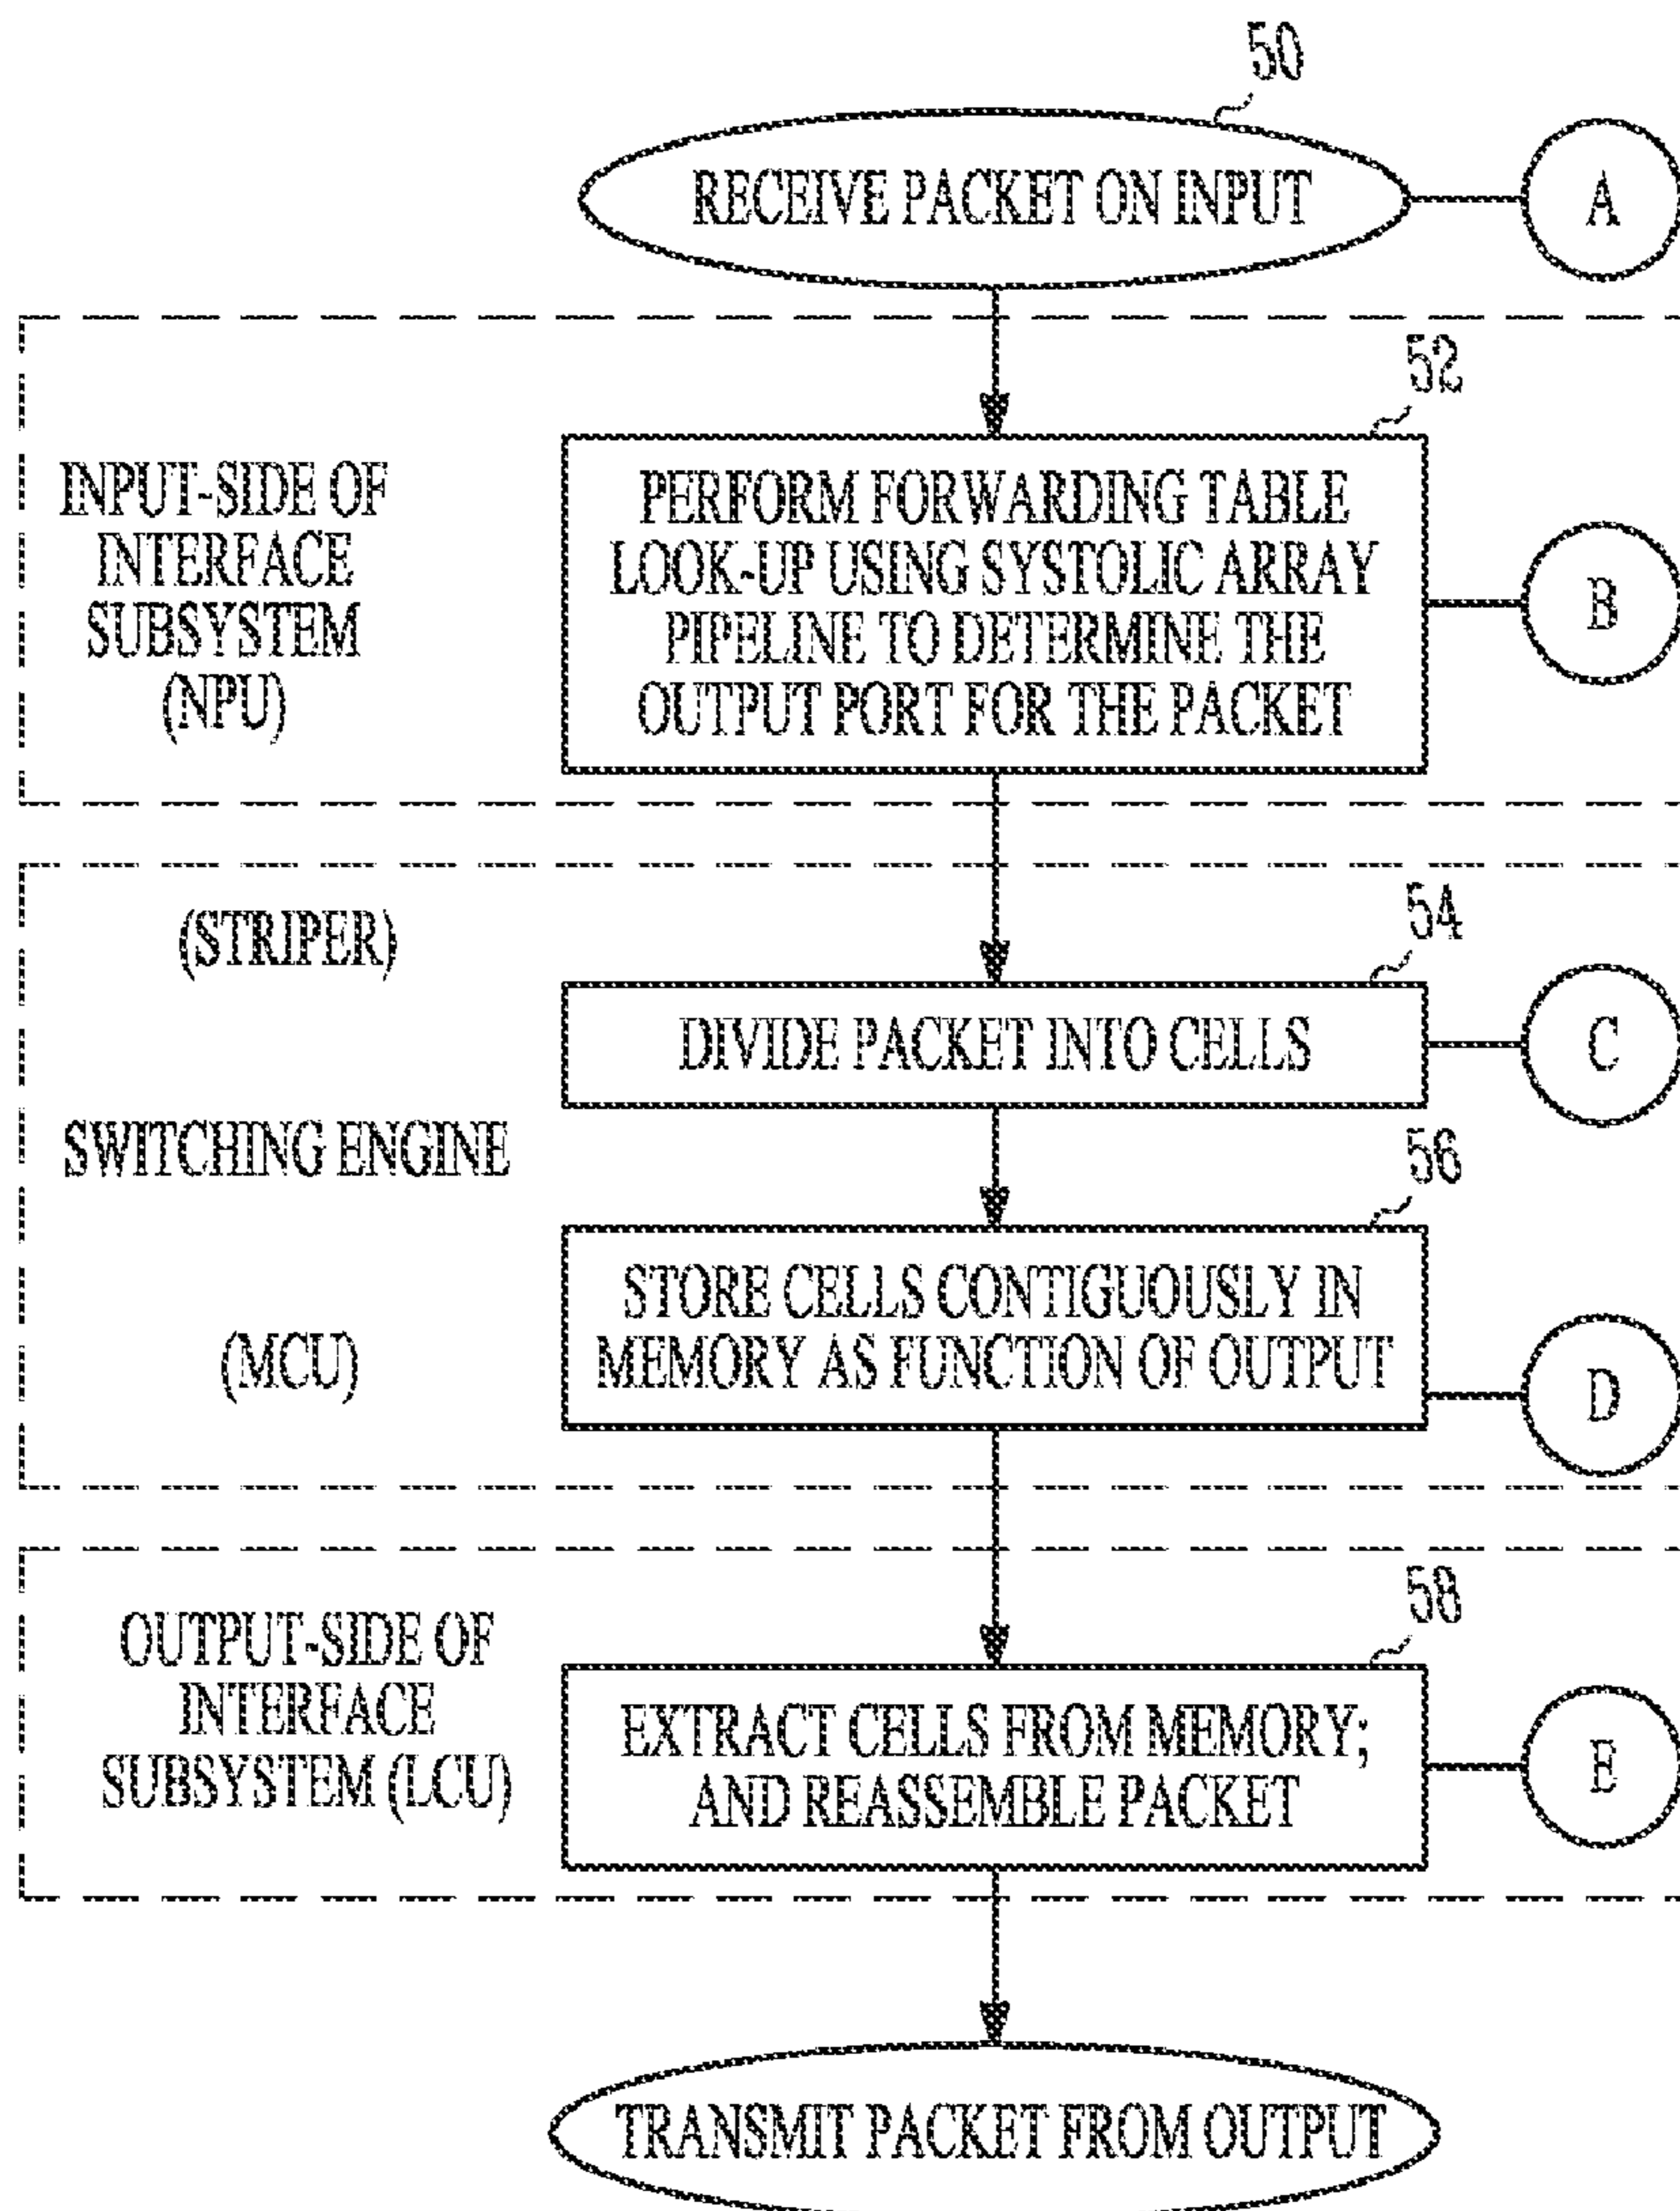 50
RECEIVE PACKET ON INPUT
A
52
INPUT-SIDE OF
INTERFACE
SUBSYSTEM
(NPU)
PERFORM FORWARDING TABLE
LOOK-UP USING SYSTOLIC ARRAY
PIPELINE TO DETERMINE THE
OUTPUT PORT FOR THE PACKET
B
(STRIPER)
54
DIVIDE PACKET INTO CELLS
C
SWITCHING ENGINE
56
STORE CELLS CONTIGUOUSLY IN
MEMORY AS FUNCTION OF OUTPUT
(MCU)
D
58
OUTPUT-SIDE OF
INTERFACE
SUBSYSTEM (LCU)
EXTRACT CELLS FROM MEMORY;
AND REASSEMBLE PACKET
E
TRANSMIT PACKET FROM OUTPUT